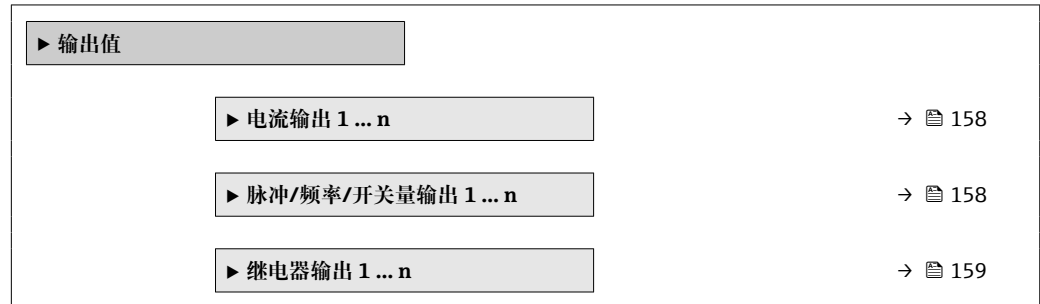 ▶ 输出值
▶ 电流输出 1 … n → 🖹 158
▶ 脉冲/频率/开关量输出 1 … n → 🖹 158
▶ 继电器输出 1 … n → 🖹 159